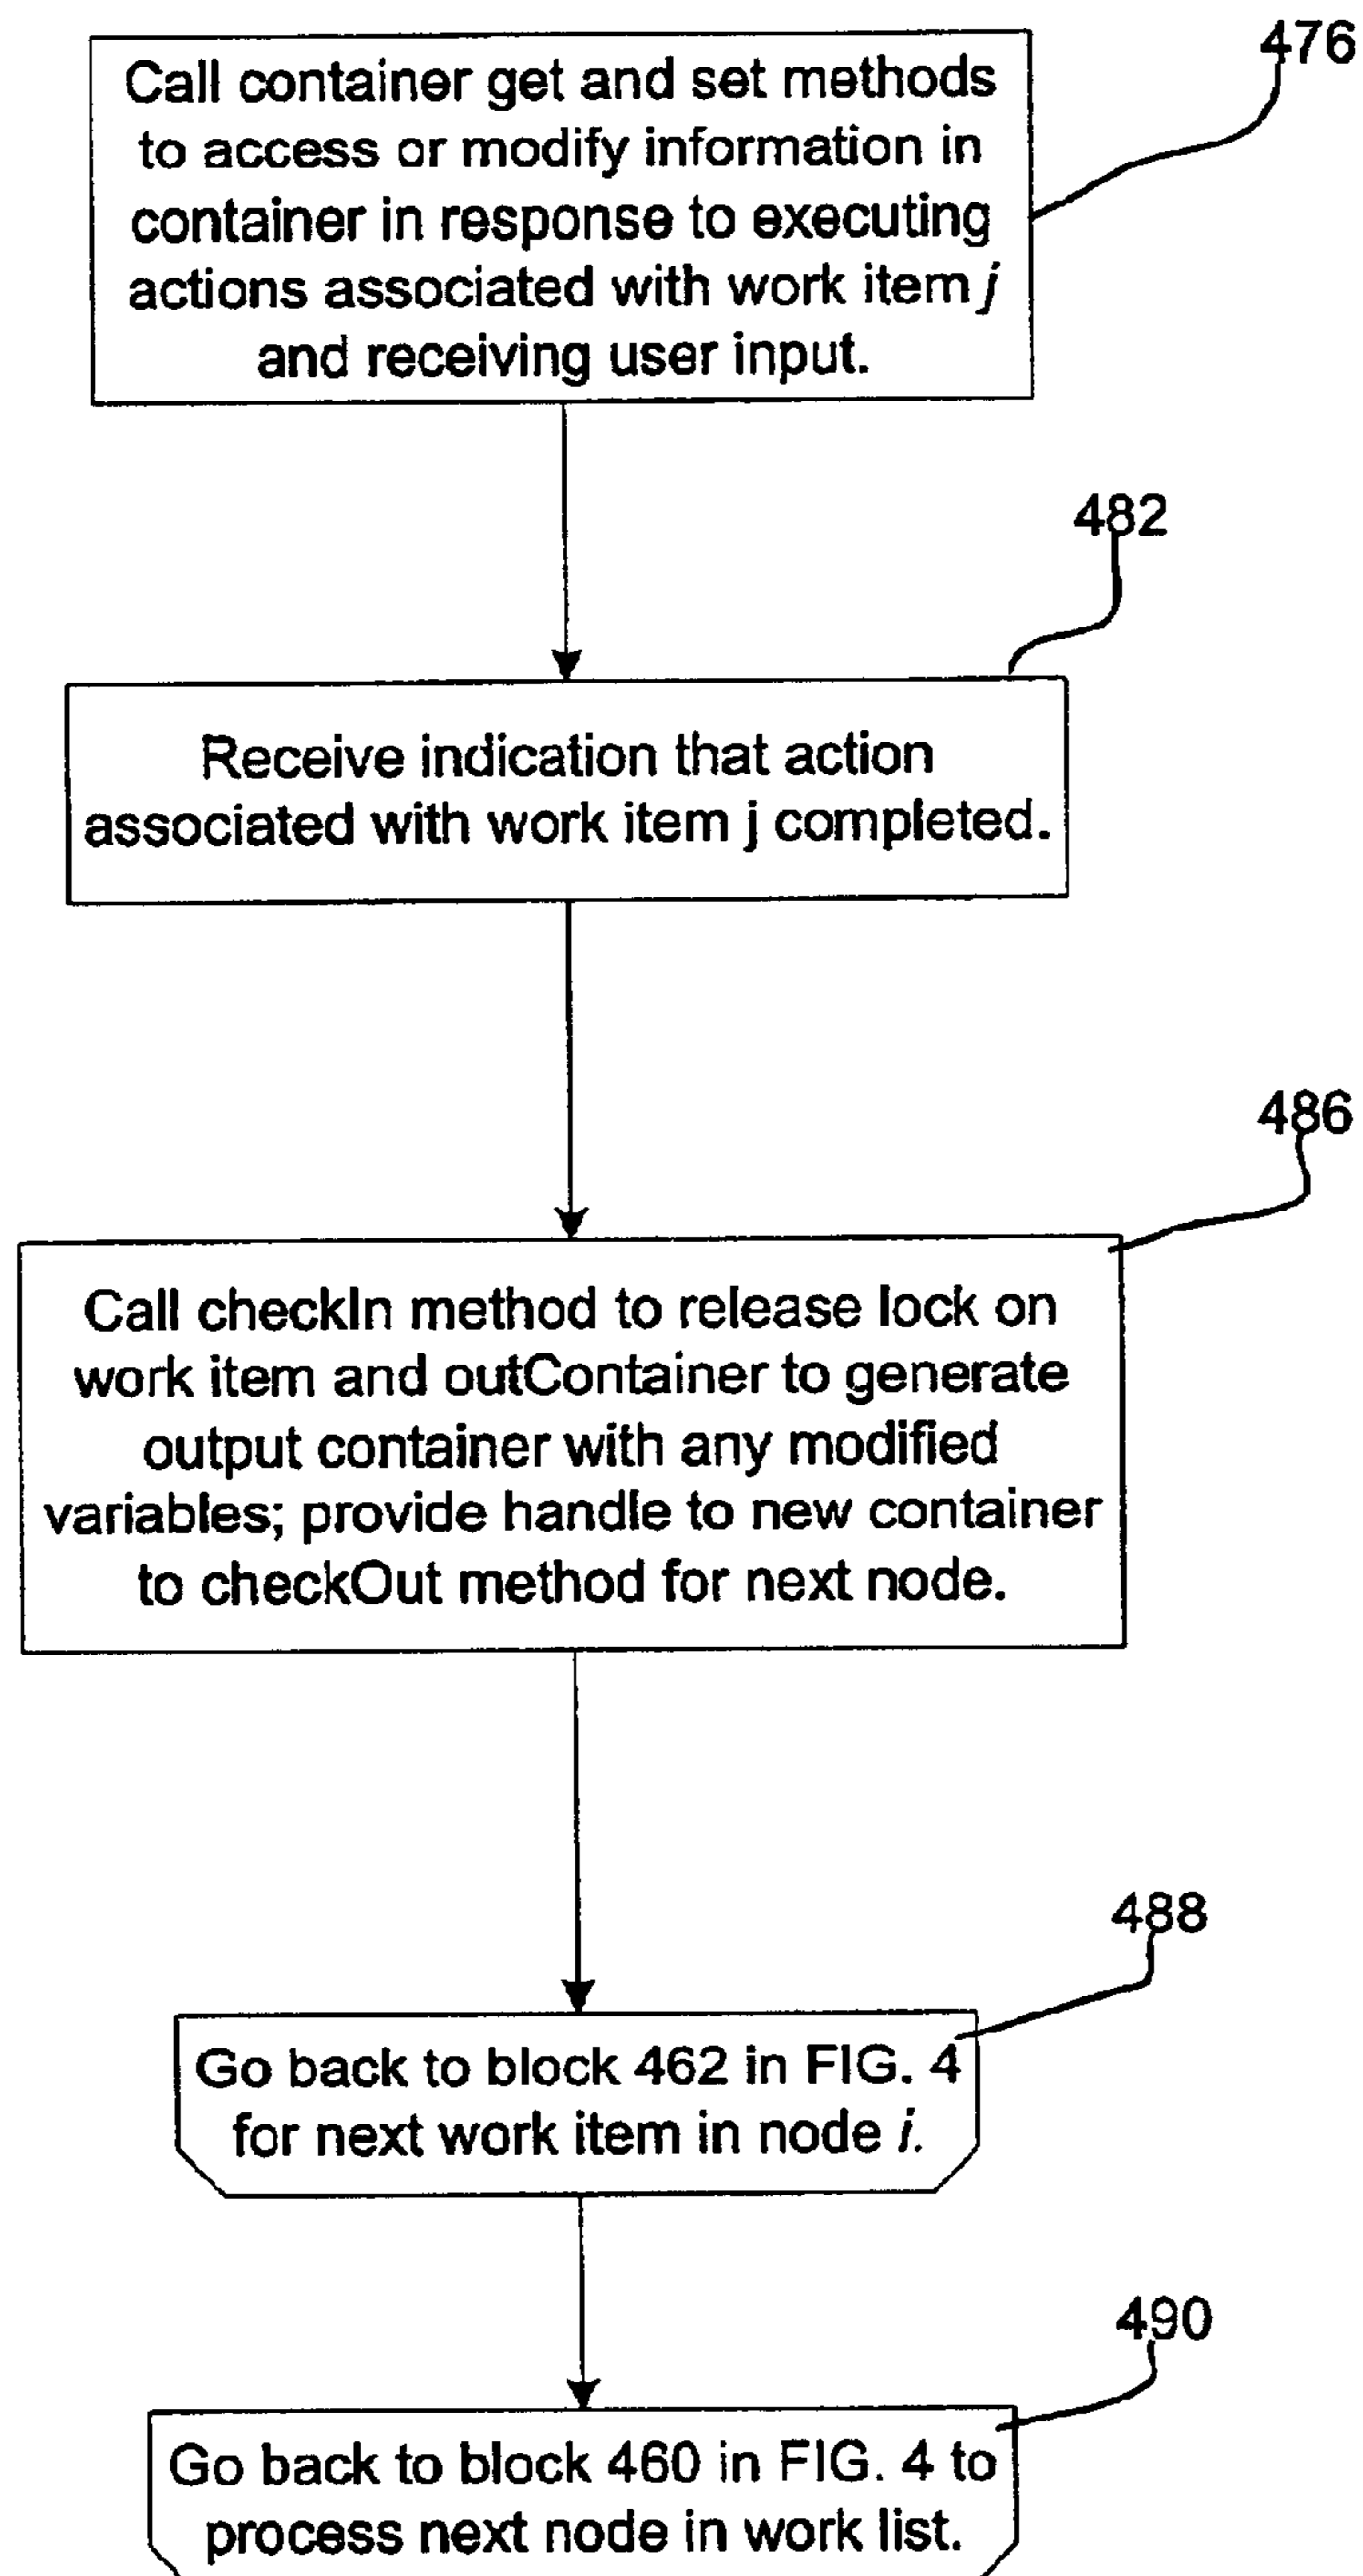 476
Call container get and set methods
to access or modify information in
container in response to executing
actions associated with work item j
and receiving user input.
482
Receive indication that action
associated with work item j completed.
486
Call checkIn method to release lock on
work item and outContainer to generate
output container with any modified
variables; provide handle to new container
to checkOut method for next node.
488
Go back to block 462 in FIG. 4
for next work item in node i.
490
Go back to block 460 in FIG. 4 to
process next node in work list.